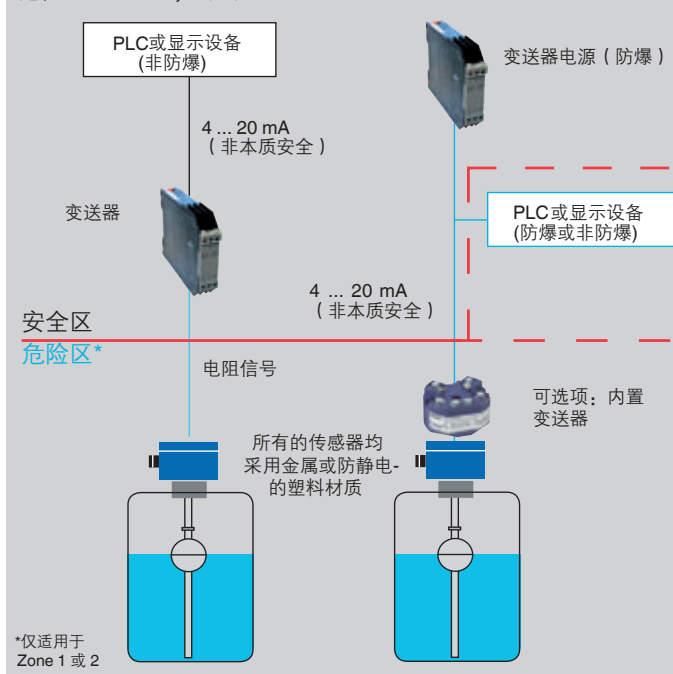 PLC或显示设备
(非防爆)
变送器电源（防爆）
4 ... 20 mA
（非本质安全）
变送器
PLC或显示设备
(防爆或非防爆)
4 ... 20 mA
（非本质安全）
安全区
危险区*
电阻信号
可选项：内置
变送器
所有的传感器均
采用金属或防静电-
的塑料材质
*仅适用于
Zone 1 或 2